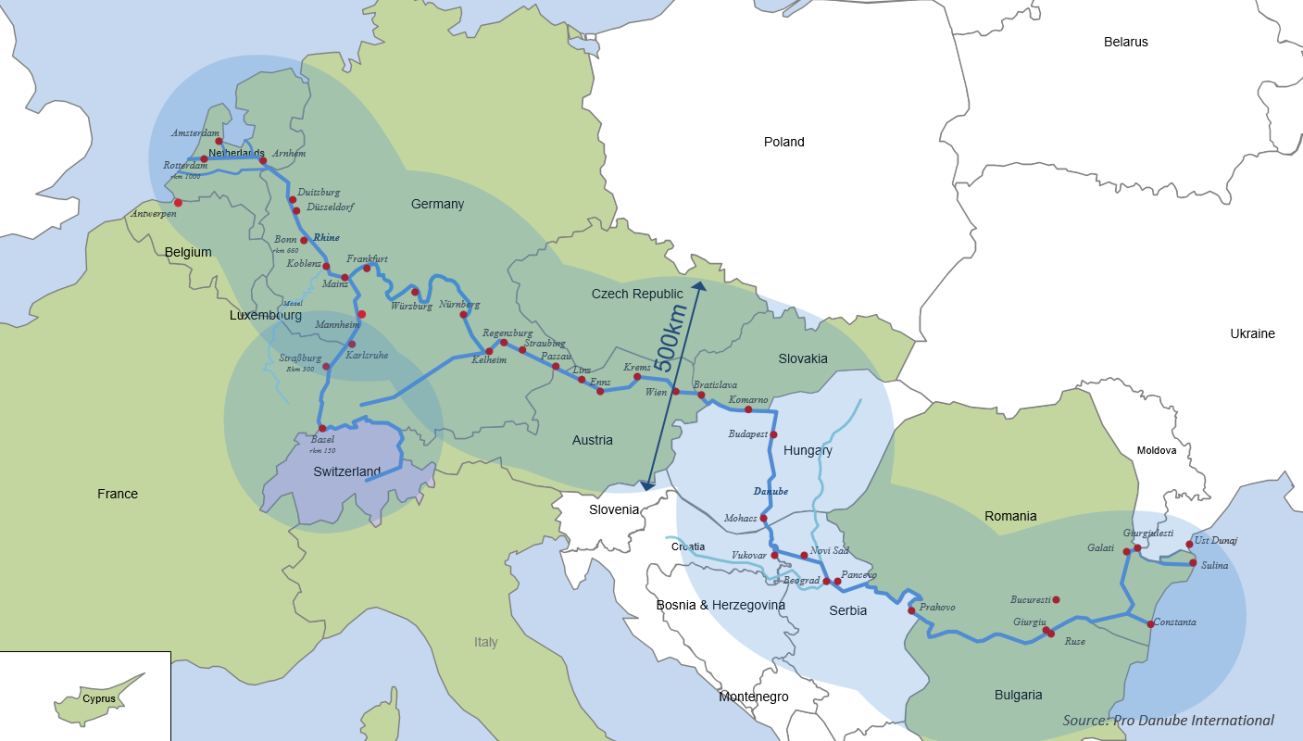 Belarus
Poland
Amsterdam
Netherlands
Arnhem
Rotterdam
rkm 1000
Duitsburg
Germany
Düsseldorf
Antwerpen
Bonn
Rhine
rkm 660
Belgium
Frankfurt
Koblenz
Mainz
Czech Republic
Mosel
Würzburg
Nürnberg
Luxembourg
Mannheim
500km
Ukraine
Regensburg
Straubing
Karlsruhe
Straßburg
Rkm 300
Kelheim
Passau
Slovakia
Linz
Krems
Enns
Wien
Bratislava
Komarno
Budapest
Basel
rkm 150
Austria
Hungary
Moldova
Switzerland
France
Danube
Slovenia
Mohacs
Romania
Croatia
Vukovar
Novi Sad
Galati
Giurgiulesti
Ust Dunaj
Sulina
Beograd
Pancevo
Bosnia & Herzegovina
Serbia
Prahovo
Bucuresti
Giurgiu
Ruse
Constanta
Italy
Cyprus
Montenegro
Bulgaria
Source: Pro Danube International